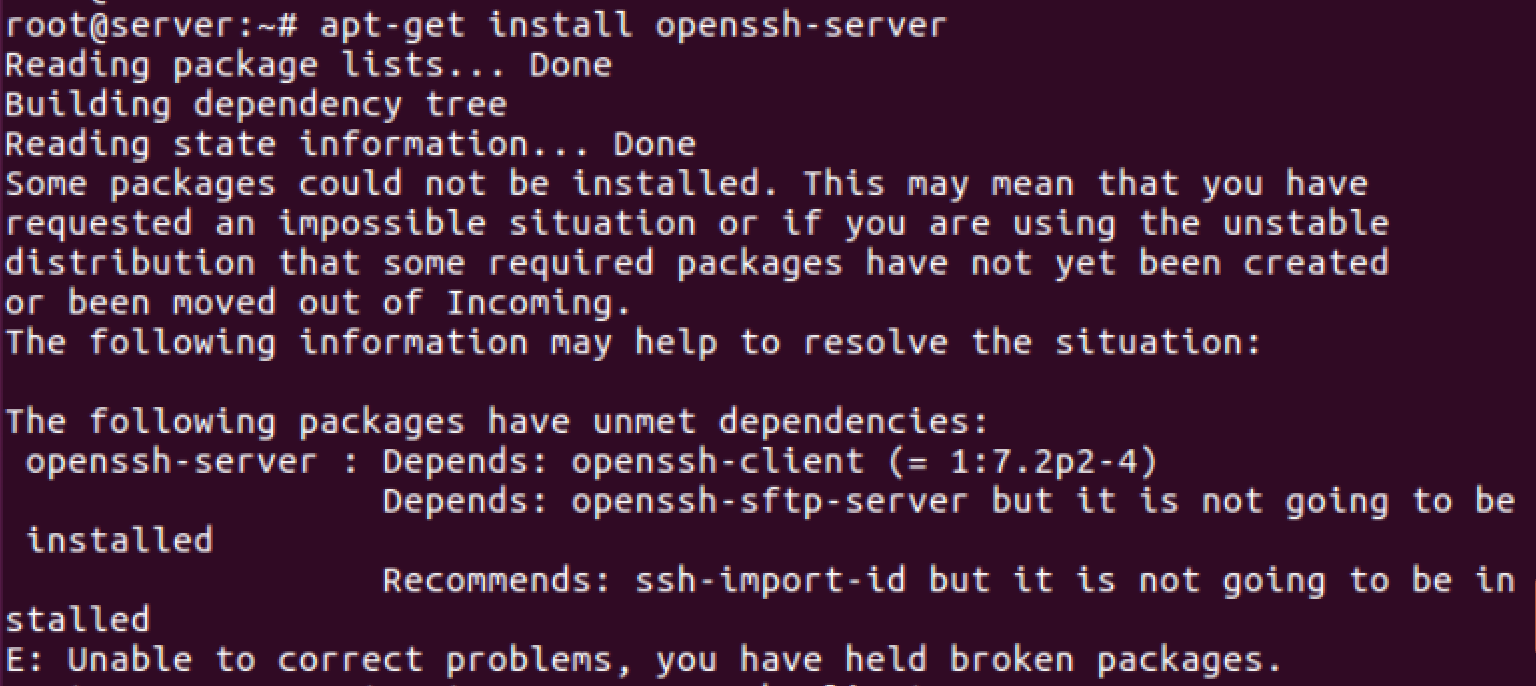 root@server:~# apt-get install openssh-server
Reading package lists... Done
Building dependency tree
Reading state information... Done
Some packages could not be installed. This may mean that you have
requested an impossible situation or if you are using the unstable
distribution that some required packages have not yet been created
or been moved out of Incoming.
The following information may help to resolve the situation:
The following packages have unmet dependencies:
openssh-server : Depends: openssh-client (= 1:7.2p2-4)
Depends: openssh-sftp-server but it is not going to be
installed
Recommends: ssh-import-id but it is not going to be in
stalled
E: Unable to correct problems, you have held broken packages.